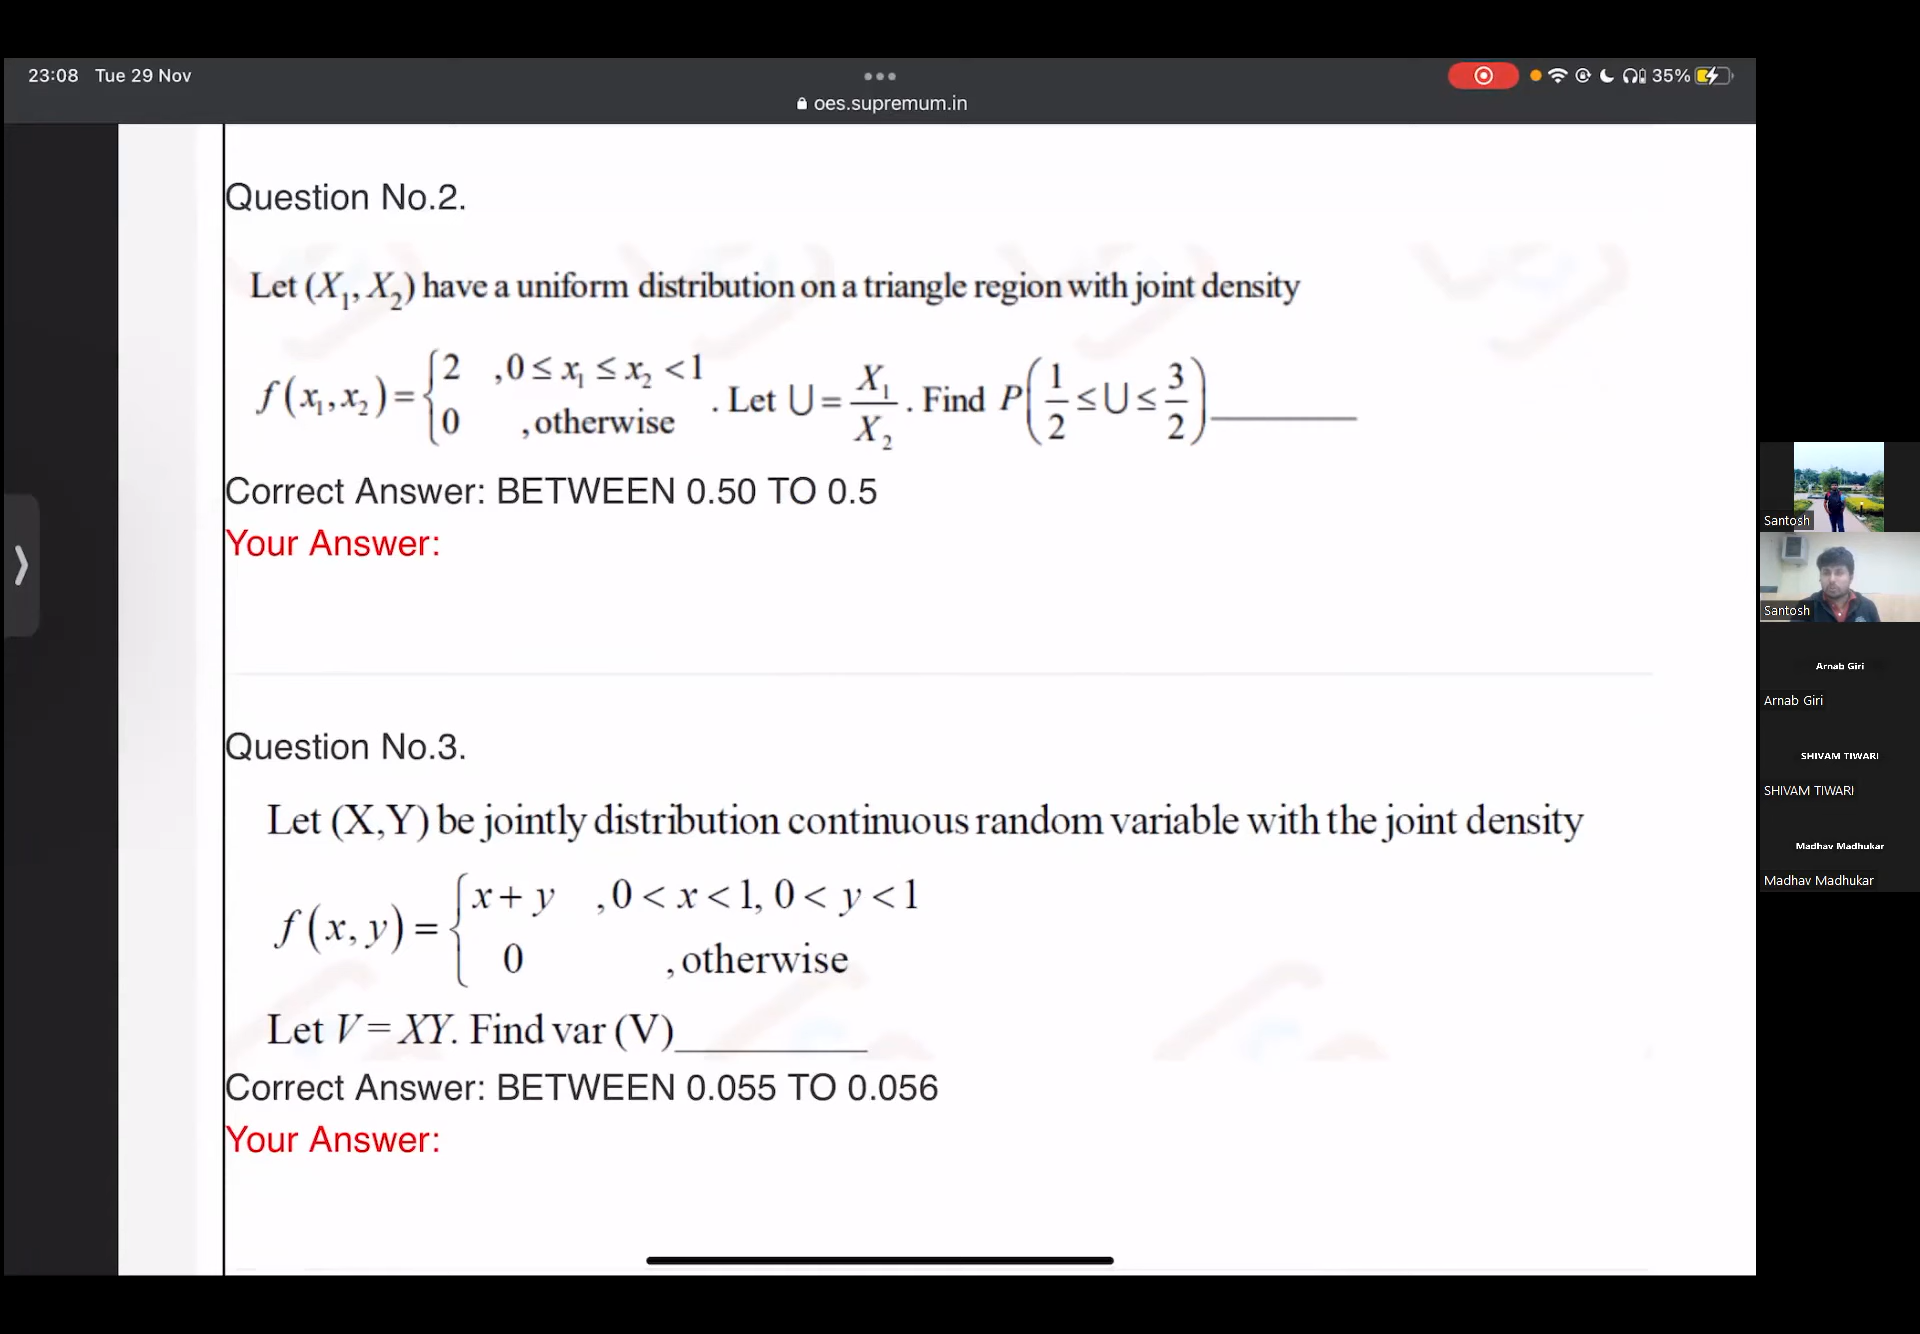 23:08 Tue 29 Nov
35%
oes.supremum.in
Question No.2.
Let (X₁, X₂) have a uniform distribution on a triangle region with joint density
f(x₁,x₂) = {2 ,0 ≤ x₁ ≤ x₂ <1
0 ,otherwise
. Let U = X₁/X₂ . Find P(1/2 ≤ U ≤ 3/2)________
Correct Answer: BETWEEN 0.50 TO 0.5
Your Answer:
Question No.3.
Let (X,Y) be jointly distribution continuous random variable with the joint density
f(x,y) = {x+y ,0 < x < 1, 0 < y < 1
0 ,otherwise
Let V = XY. Find var (V)__________
Correct Answer: BETWEEN 0.055 TO 0.056
Your Answer:
Santosh
Santosh
Arnab Giri
Arnab Giri
SHIVAM TIWARI
SHIVAM TIWARI
Madhav Madhukar
Madhav Madhukar